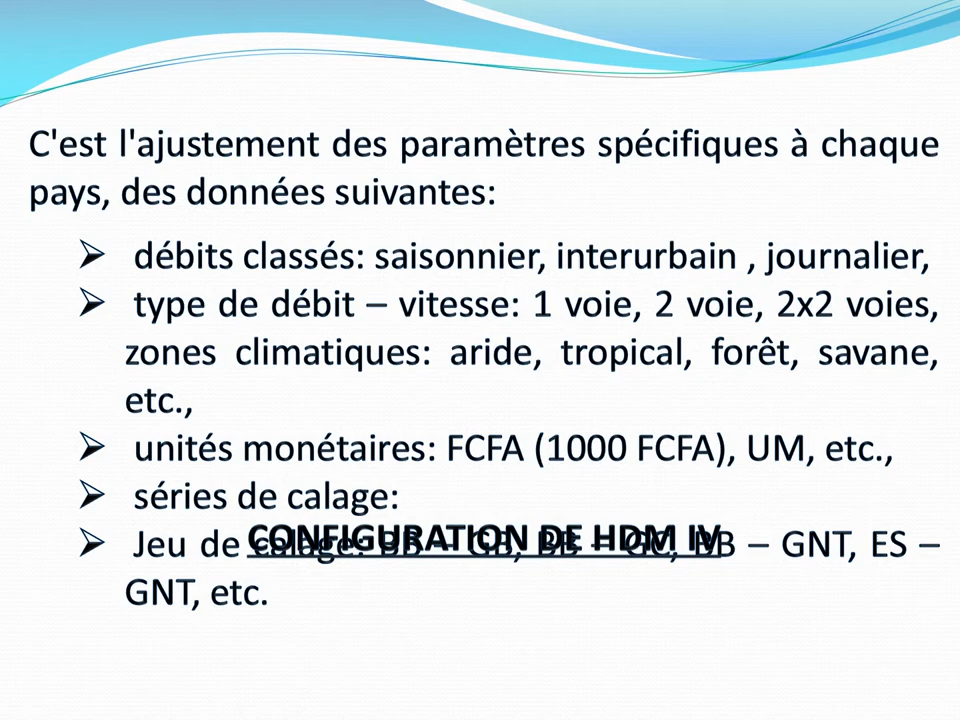 C'est l'ajustement des paramètres spécifiques à chaque
pays, des données suivantes:
➢ débits classés: saisonnier, interurbain , journalier,
➢ type de débit – vitesse: 1 voie, 2 voie, 2x2 voies,
zones climatiques: aride, tropical, forêt, savane,
etc.,
➢ unités monétaires: FCFA (1000 FCFA), UM, etc.,
➢ séries de calage:
CONFIGURATION DE HDM IV
➢ Jeu de calage: BB – GB, BB – GC, BB – GNT, ES –
GNT, etc.